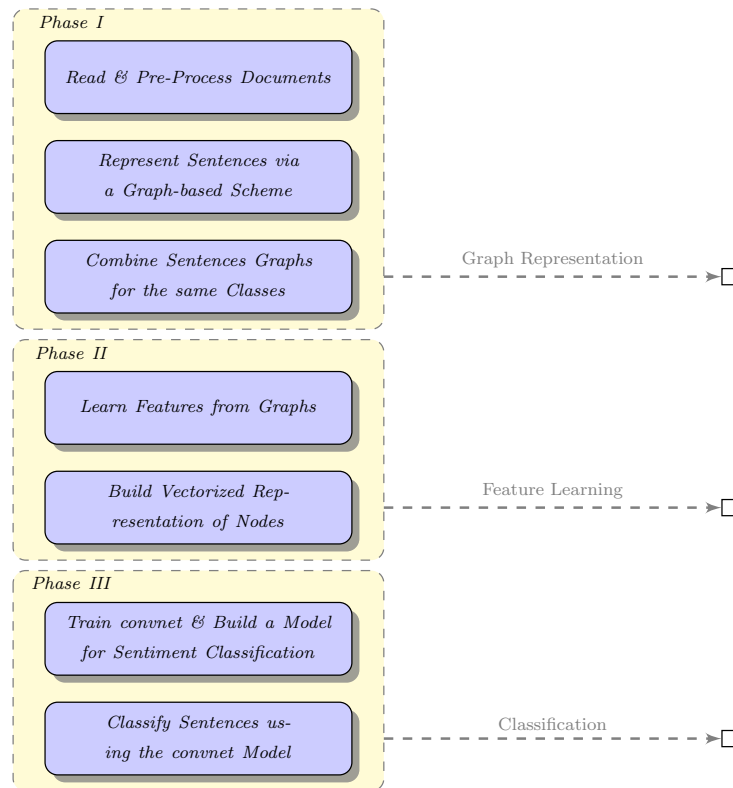 Phase I
Read & Pre-Process Documents
Represent Sentences via
a Graph-based Scheme
Combine Sentences Graphs
for the same Classes
Graph Representation
Phase II
Learn Features from Graphs
Build Vectorized Rep-
resentation of Nodes
Feature Learning
Phase III
Train convnet & Build a Model
for Sentiment Classification
Classify Sentences us-
ing the convnet Model
Classification